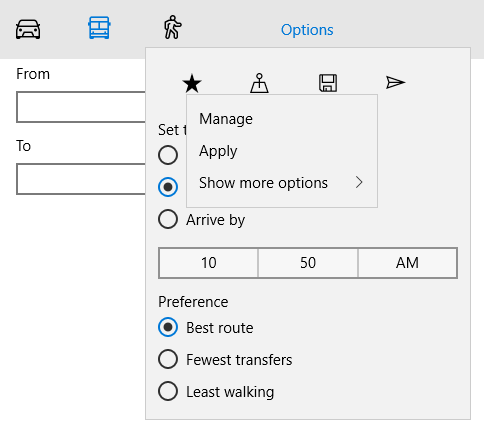 Options
From
To
Manage
Apply
Show more options
Set
Arrive by
10 50 AM
Preference
Best route
Fewest transfers
Least walking